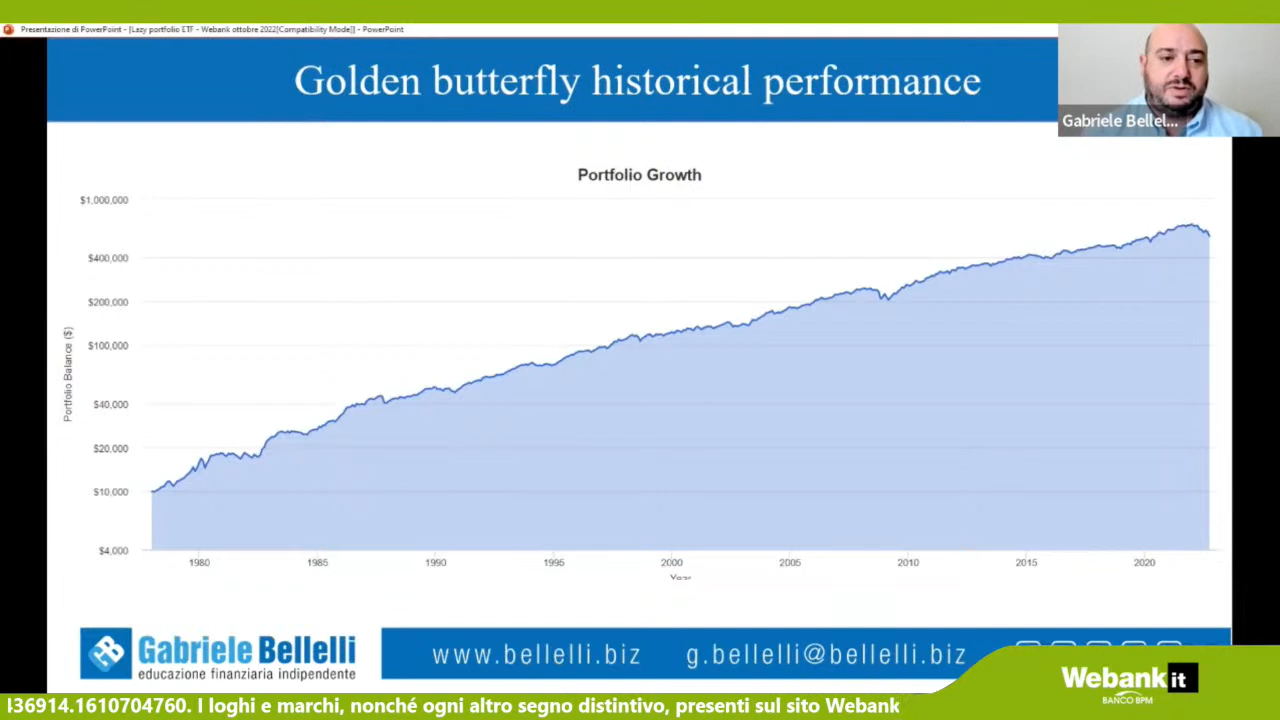 Presentazione di PowerPoint - [Lazy portfolio ETF - Webank ottobre 2022[Compatibility Mode]] - PowerPoint
Golden butterfly historical performance
Gabriele Bellel...
Portfolio Growth
$1,000,000
$400,000
$200,000
$100,000
$40,000
$20,000
$10,000
$4,000
Portfolio Balance ($)
1980 1985 1990 1995 2000 2005 2010 2015 2020
Year
Gabriele Bellelli
educazione finanziaria indipendente
www.bellelli.biz g.bellelli@bellelli.biz
Webank it
BANCO BPM
436914.1610704760. I loghi e marchi, nonché ogni altro segno distintivo, presenti sul sito Webank